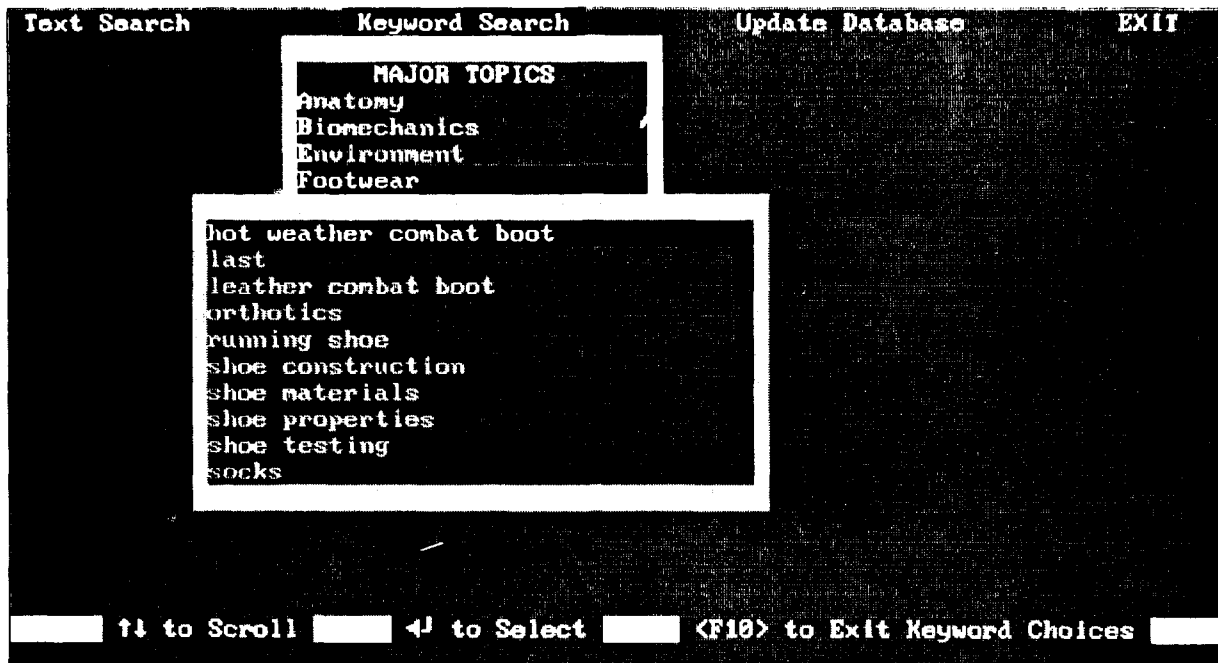 Text Search Keyword Search Update Database EXIT
MAJOR TOPICS
Anatomy
Biomechanics
Environment
Footwear
hot weather combat boot
last
leather combat boot
orthotics
running shoe
shoe construction
shoe materials
shoe properties
shoe testing
socks
↑↓ to Scroll ↵ to Select <F10> to Exit Keyword Choices